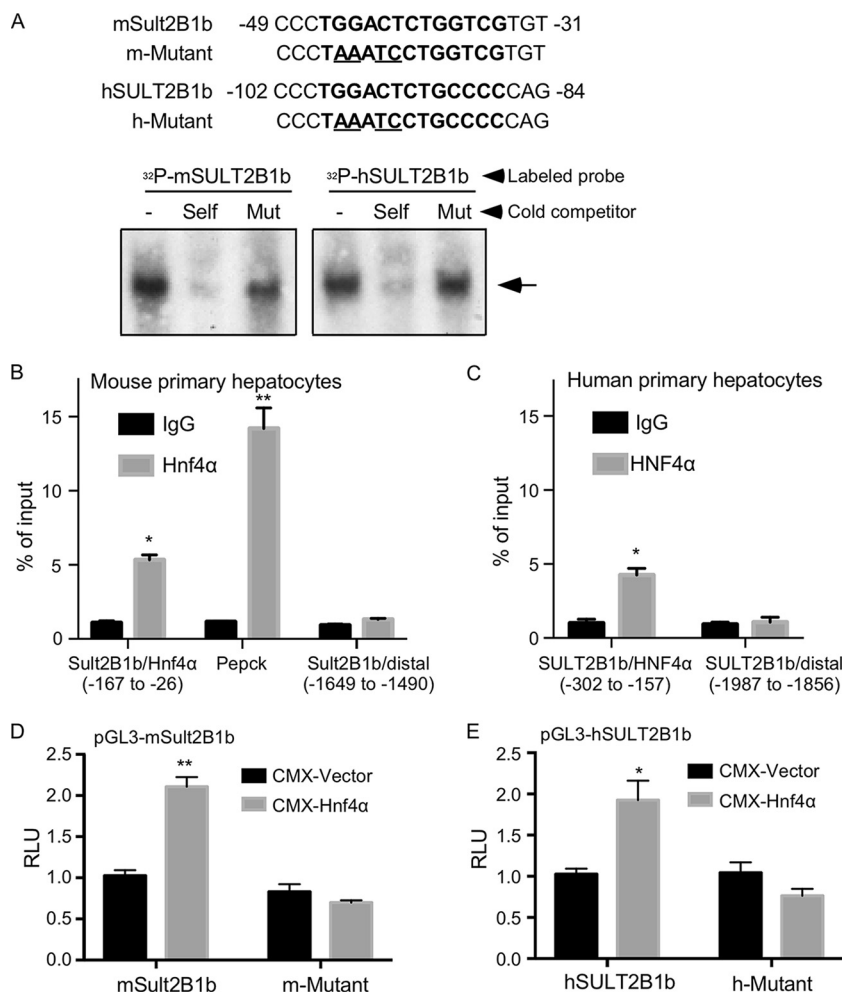 A
mSult2B1b -49 CCCTGGACTCTGGTCGTGT -31
m-Mutant CCCTAAATCCTGGTCGTGT
hSULT2B1b -102 CCCTGGACTCTGCCCCCAG -84
h-Mutant CCCTAAATCCTGCCCCCAG
32P-mSULT2B1b 32P-hSULT2B1b Labeled probe
- Self Mut - Self Mut Cold competitor
B
Mouse primary hepatocytes
IgG
Hnf4α
% of input
15
10
5
0
* **
Sult2B1b/Hnf4α Pepck Sult2B1b/distal
(-167 to -26) (-1649 to -1490)
C
Human primary hepatocytes
IgG
HNF4α
% of input
15
10
5
0
*
SULT2B1b/HNF4α SULT2B1b/distal
(-302 to -157) (-1987 to -1856)
D
pGL3-mSult2B1b
CMX-Vector
CMX-Hnf4α
RLU
2.5
2.0
1.5
1.0
0.5
0.0
**
mSult2B1b m-Mutant
E
pGL3-hSULT2B1b
CMX-Vector
CMX-Hnf4α
RLU
2.5
2.0
1.5
1.0
0.5
0.0
*
hSULT2B1b h-Mutant